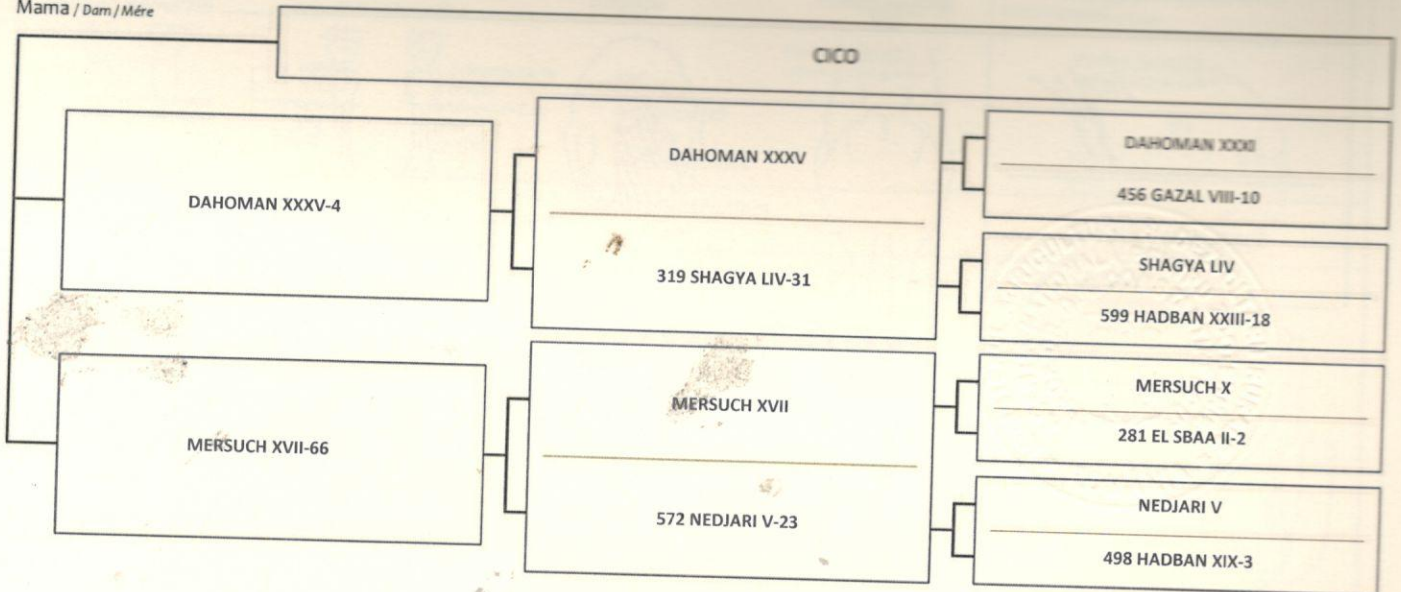 Mama / Dam / Mére
CICO
DAHOMAN XXXV-4
DAHOMAN XXXV
319 SHAGYA LIV-31
DAHOMAN XXXI
456 GAZAL VIII-10
SHAGYA LIV
599 HADBAN XXIII-18
MERSUCH XVII-66
MERSUCH XVII
572 NEDJARI V-23
MERSUCH X
281 EL SBAA II-2
NEDJARI V
498 HADBAN XIX-3